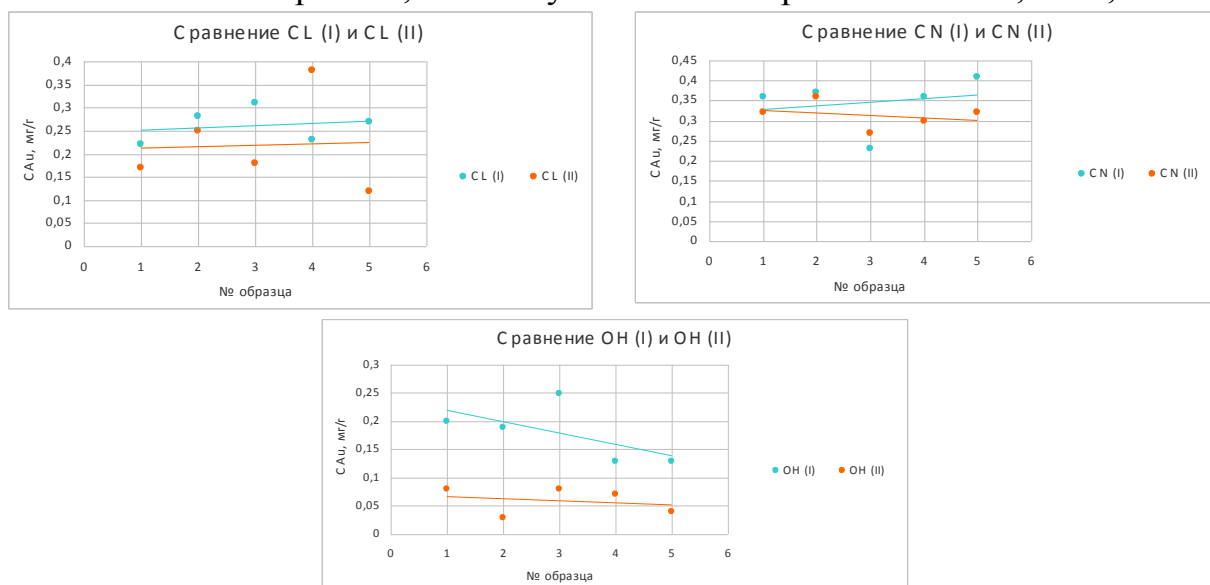 Сравнение CL (I) и CL (II)
0,4
0,35
0,3
0,25
0,2
0,15
0,1
0,05
0
CAu, мг/г
0 1 2 3 4 5 6
№ образца
CL (I) CL (II)
Сравнение CN (I) и CN (II)
0,45
0,4
0,35
0,3
0,25
0,2
0,15
0,1
0,05
0
CAu, мг/г
0 1 2 3 4 5 6
№ образца
CN (I) CN (II)
Сравнение OH (I) и OH (II)
0,3
0,25
0,2
0,15
0,1
0,05
0
CAu, мг/г
0 1 2 3 4 5 6
№ образца
OH (I) OH (II)